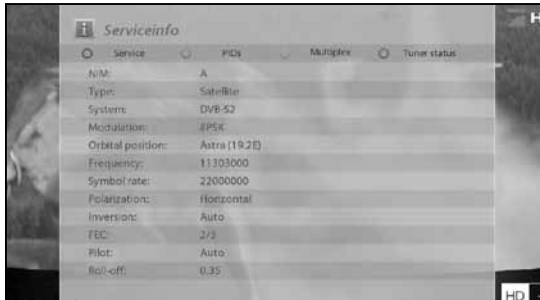 Serviceinfo
Service PIDs Multiplex Tuner status
NIM: A
Type: Satellite
System: DVB-S2
Modulation: 8PSK
Orbital position: Astra (19.2E)
Frequency: 11303000
Symbol rate: 22000000
Polarization: Horizontal
Inversion: Auto
FEC: 2/3
Pilot: Auto
Roll-off: 0.35
H
HD